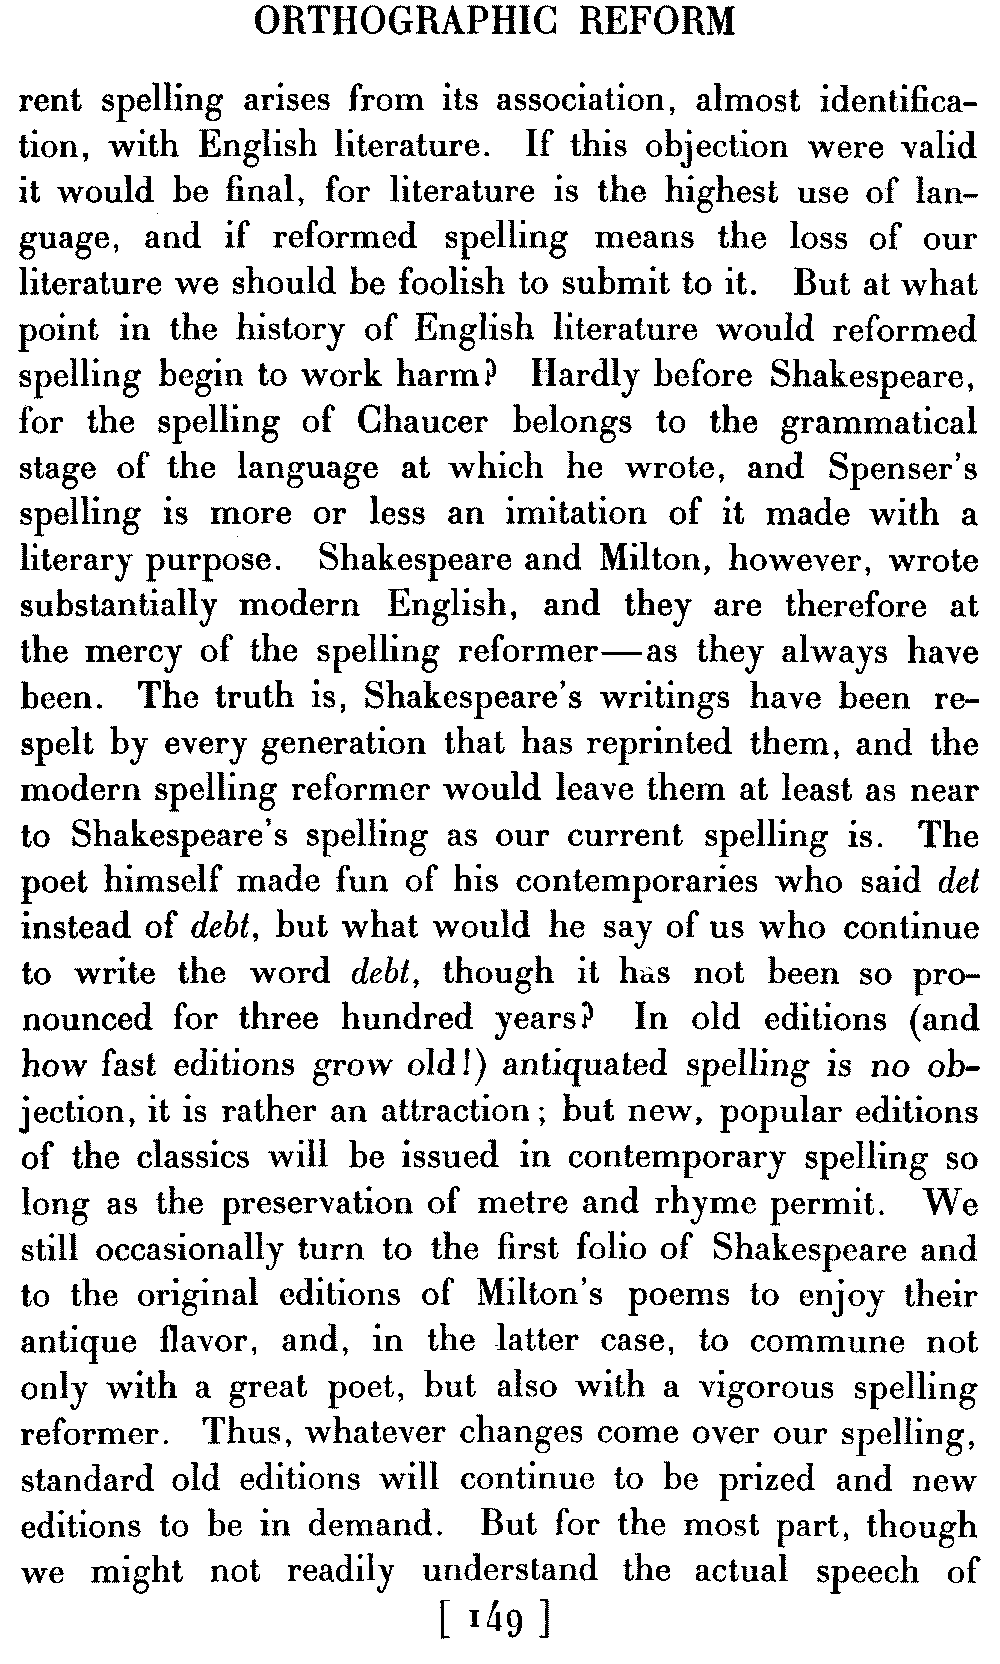 ORTHOGRAPHIC REFORM
rent spelling arises from its association, almost identifica-
tion, with English literature. If this objection were valid
it would be final, for literature is the highest use of lan-
guage, and if reformed spelling means the loss of our
literature we should be foolish to submit to it. But at what
point in the history of English literature would reformed
spelling begin to work harm? Hardly before Shakespeare,
for the spelling of Chaucer belongs to the grammatical
stage of the language at which he wrote, and Spenser's
spelling is more or less an imitation of it made with a
literary purpose. Shakespeare and Milton, however, wrote
substantially modern English, and they are therefore at
the mercy of the spelling reformer—as they always have
been. The truth is, Shakespeare's writings have been re-
spelt by every generation that has reprinted them, and the
modern spelling reformer would leave them at least as near
to Shakespeare's spelling as our current spelling is. The
poet himself made fun of his contemporaries who said det
instead of debt, but what would he say of us who continue
to write the word debt, though it has not been so pro-
nounced for three hundred years? In old editions (and
how fast editions grow old!) antiquated spelling is no ob-
jection, it is rather an attraction; but new, popular editions
of the classics will be issued in contemporary spelling so
long as the preservation of metre and rhyme permit. We
still occasionally turn to the first folio of Shakespeare and
to the original editions of Milton's poems to enjoy their
antique flavor, and, in the latter case, to commune not
only with a great poet, but also with a vigorous spelling
reformer. Thus, whatever changes come over our spelling,
standard old editions will continue to be prized and new
editions to be in demand. But for the most part, though
we might not readily understand the actual speech of
[ 149 ]